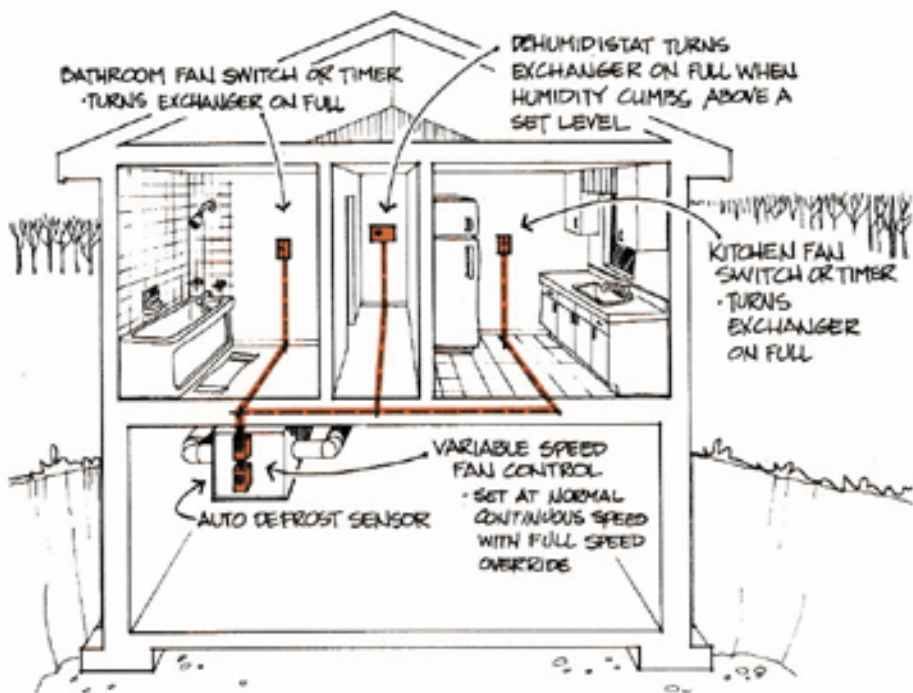 BATHROOM FAN SWITCH OR TIMER
• TURNS EXCHANGER ON FULL
DEHUMIDISTAT TURNS
EXCHANGER ON FULL WHEN
HUMIDITY CLIMBS ABOVE A
SET LEVEL
KITCHEN FAN
SWITCH OR TIMER
• TURNS
EXCHANGER
ON FULL
VARIABLE SPEED
FAN CONTROL
• SET AT NORMAL
CONTINUOUS SPEED
WITH FULL SPEED
OVERRIDE
AUTO DEFROST SENSOR